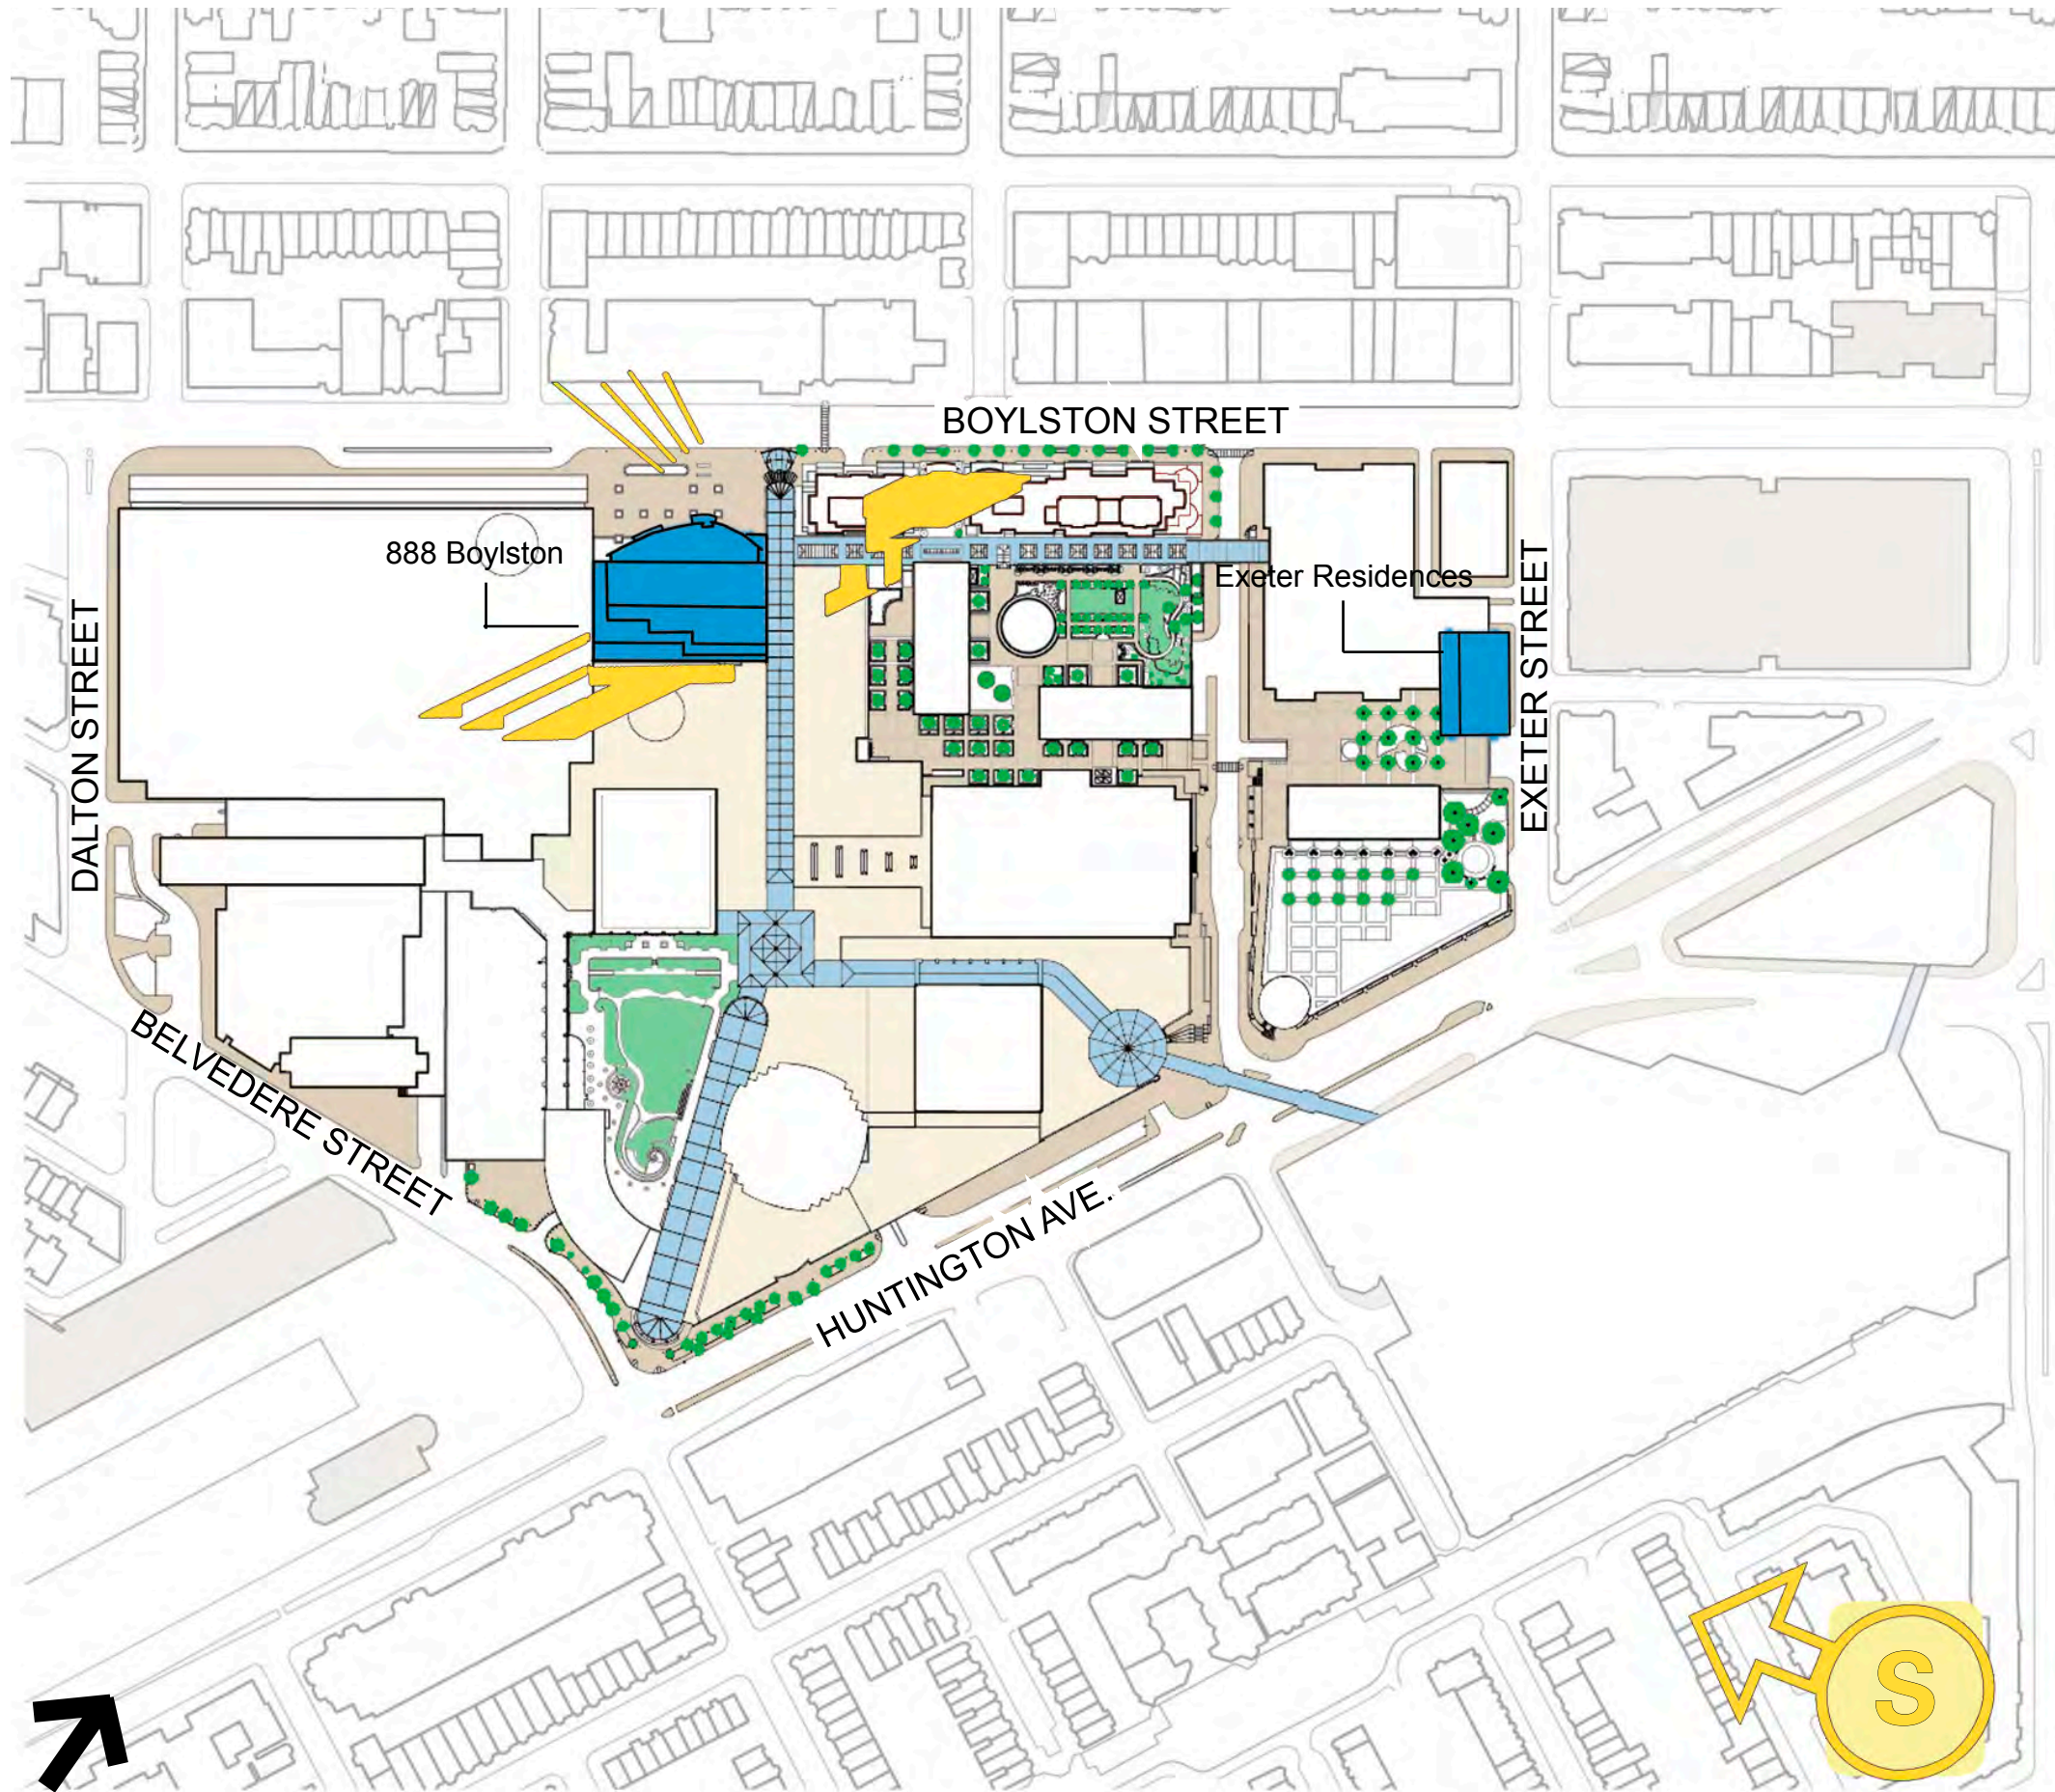 BOYLSTON STREET
888 Boylston
Exeter Residences
DALTON STREET
EXETER STREET
BELVEDERE STREET
HUNTINGTON AVE.
S